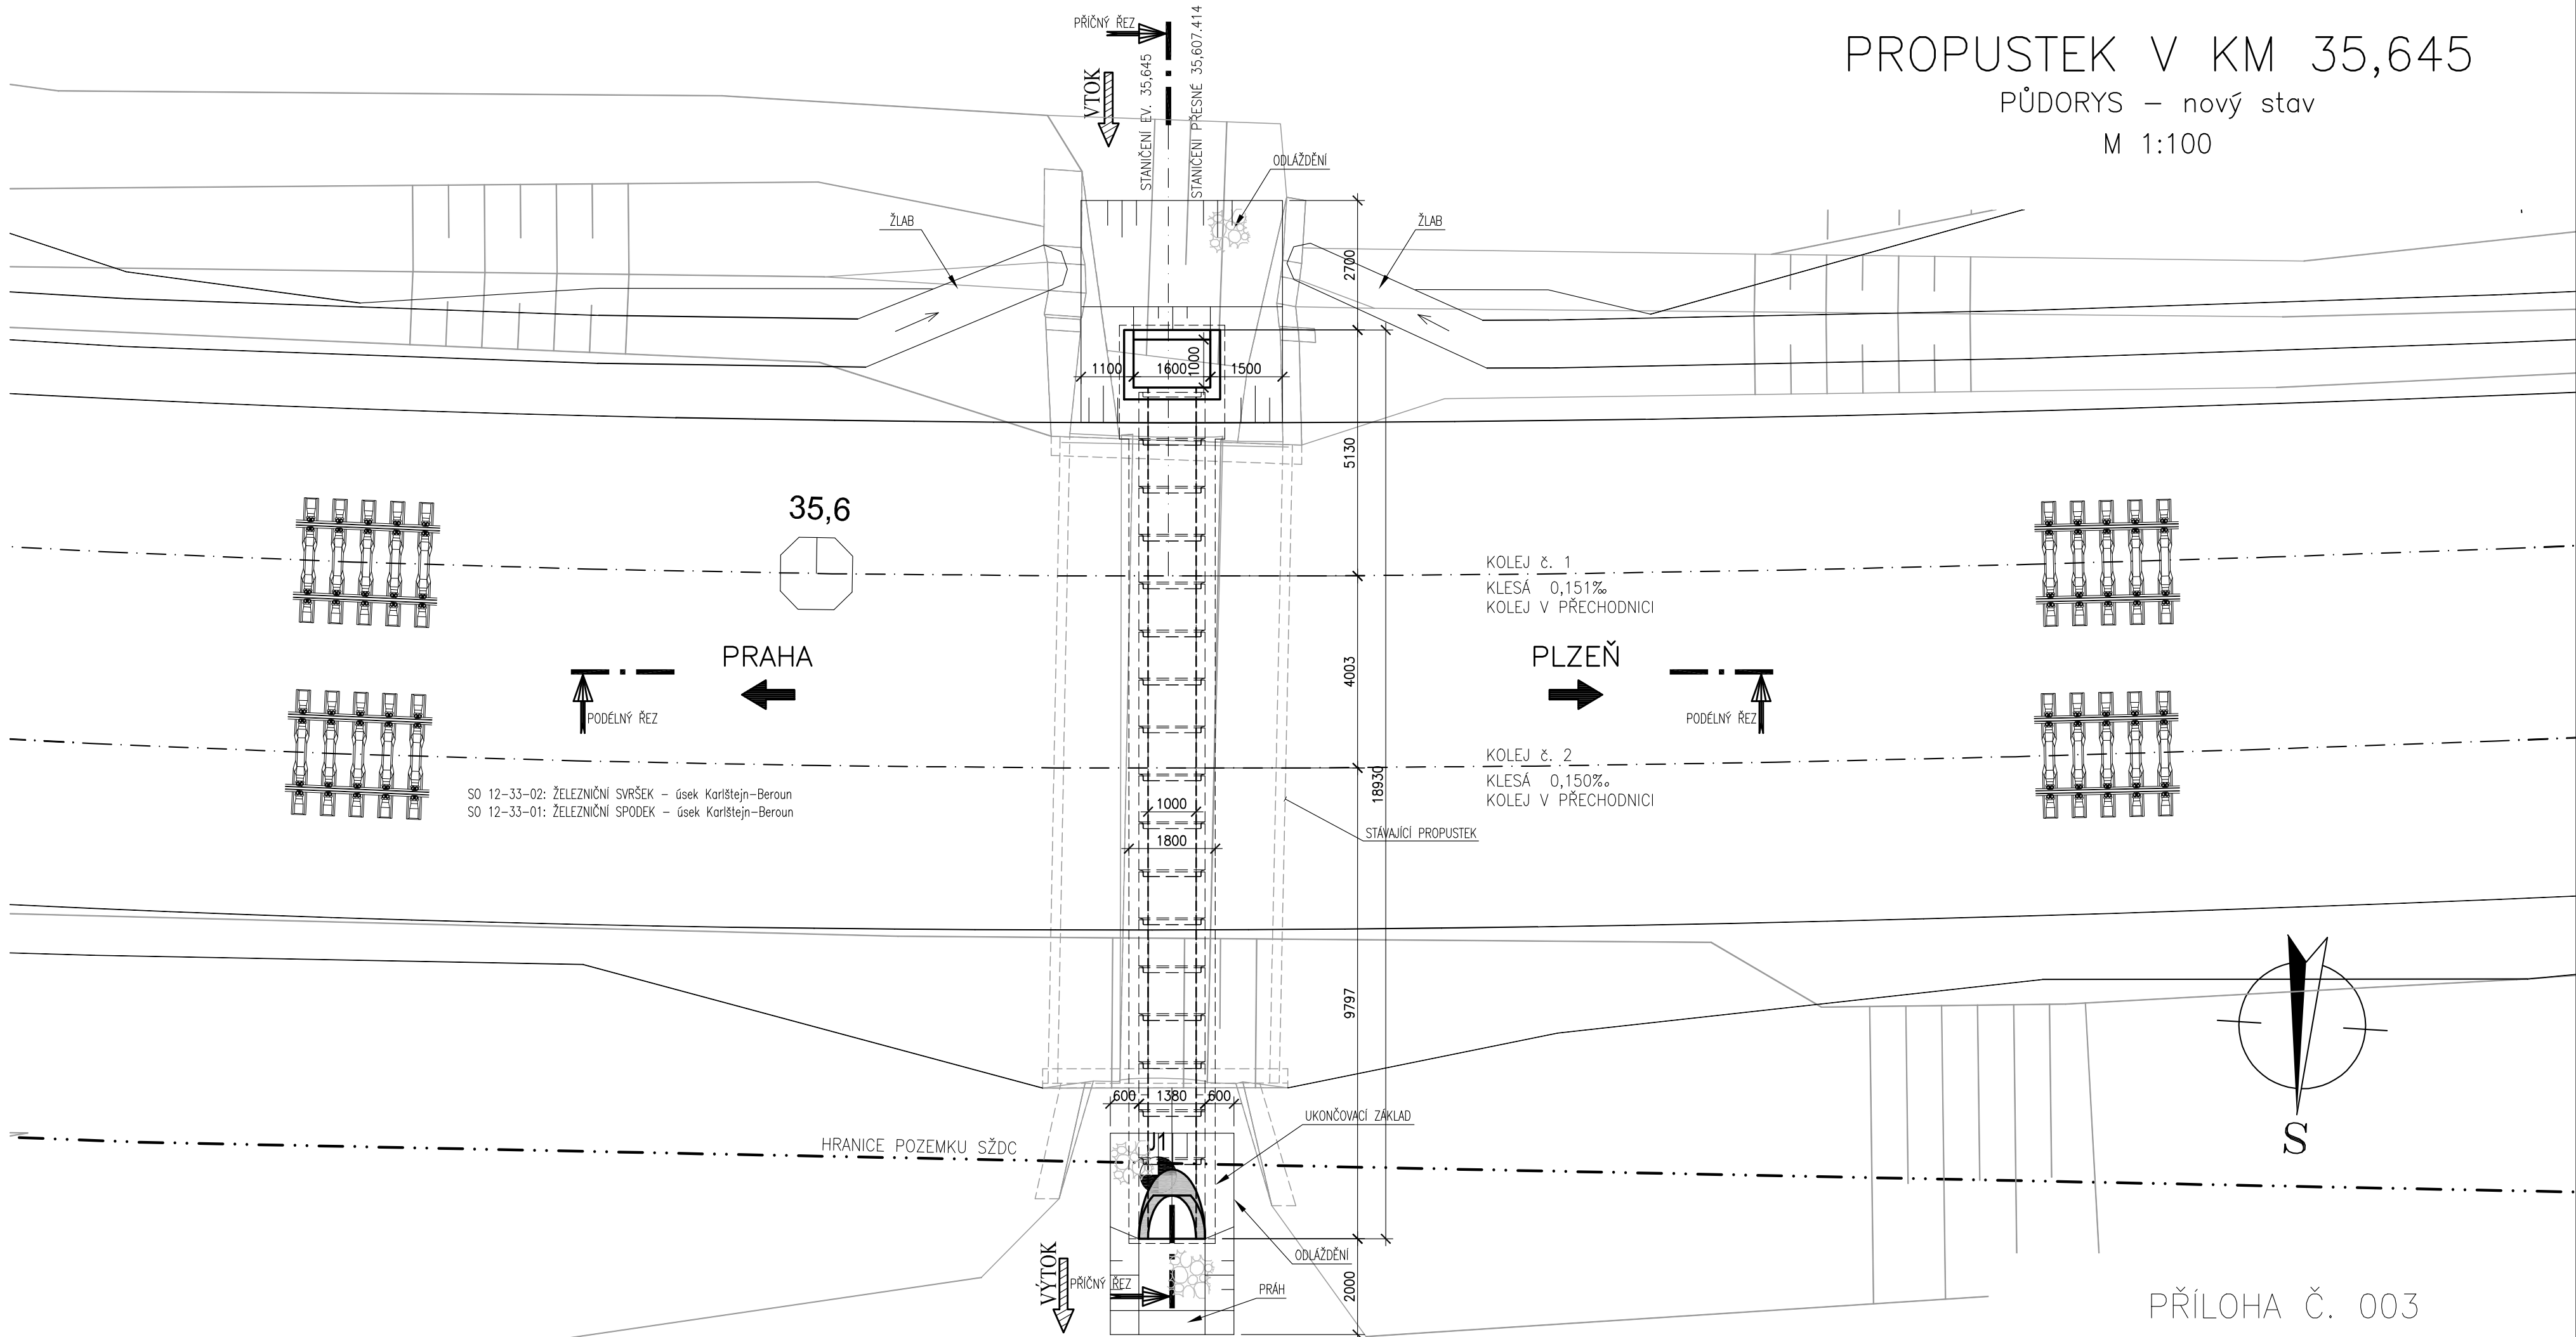 PROPUSTEK V KM 35,645
PŮDORYS – nový stav
M 1:100
PŘÍČNÝ ŘEZ
VTOK
STANIČENÍ EV. 35,645
STANIČENÍ PŘESNÉ 35,607.414
ODLÁŽDĚNÍ
ŽLAB
ŽLAB
2700
1100
1600
1000
1500
5130
35,6
KOLEJ č. 1
KLESÁ 0,151‰
KOLEJ V PŘECHODNICI
PRAHA
PLZEŇ
4003
PODÉLNÝ ŘEZ
PODÉLNÝ ŘEZ
KOLEJ č. 2
KLESÁ 0,150‰
KOLEJ V PŘECHODNICI
18930
SO 12-33-02: ŽELEZNIČNÍ SVRŠEK – úsek Karlštejn-Beroun
SO 12-33-01: ŽELEZNIČNÍ SPODEK – úsek Karlštejn-Beroun
1000
1800
STÁVAJÍCÍ PROPUSTEK
9797
600
1380
600
UKONČOVACÍ ZÁKLAD
HRANICE POZEMKU SŽDC
J1
S
VÝTOK
PŘÍČNÝ ŘEZ
ODLÁŽDĚNÍ
PRÁH
2000
PŘÍLOHA Č. 003